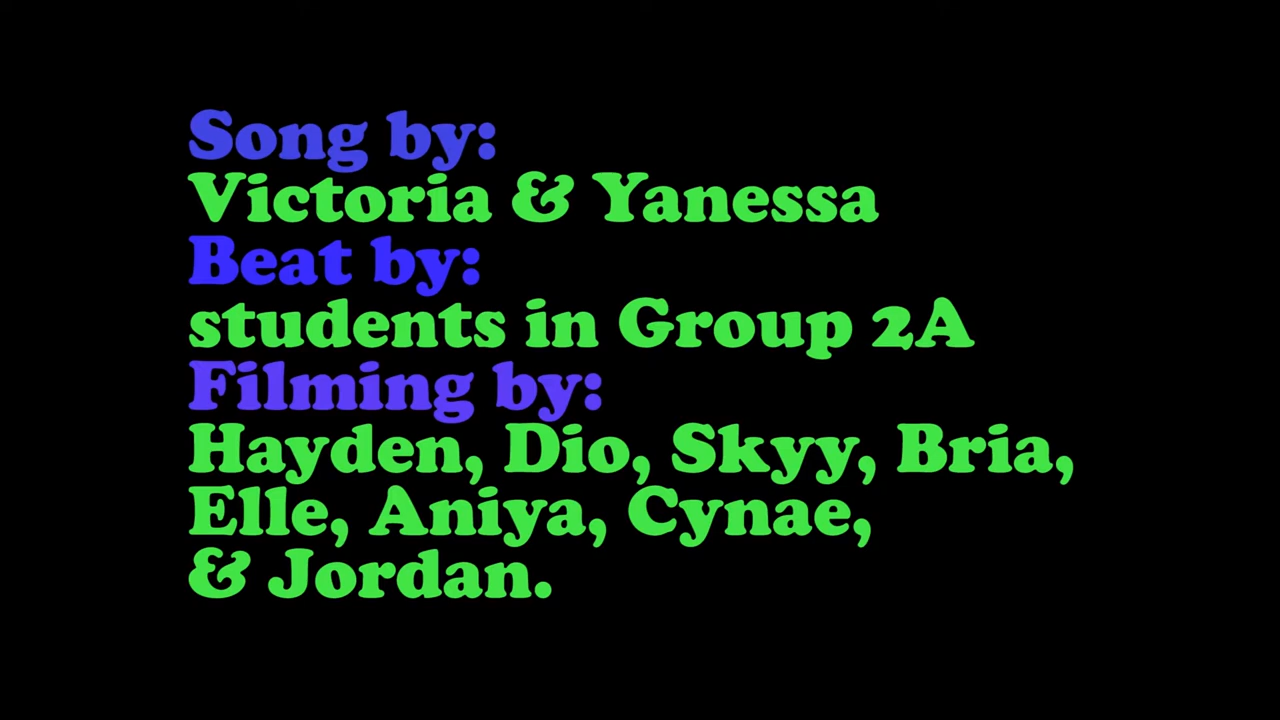 Song by:
Victoria & Yanessa
Beat by:
students in Group 2A
Filming by:
Hayden, Dio, Skyy, Bria,
Elle, Aniya, Cynae,
& Jordan.